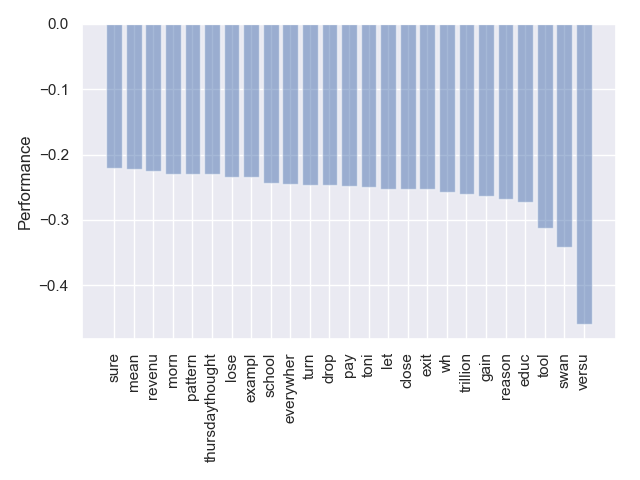 0.0
−0.1
−0.2
−0.3
−0.4
Performance
sure
mean
revenu
morn
pattern
thursdaythought
lose
exampl
school
everywher
turn
drop
pay
toni
let
close
exit
wh
trillion
gain
reason
educ
tool
swan
versu